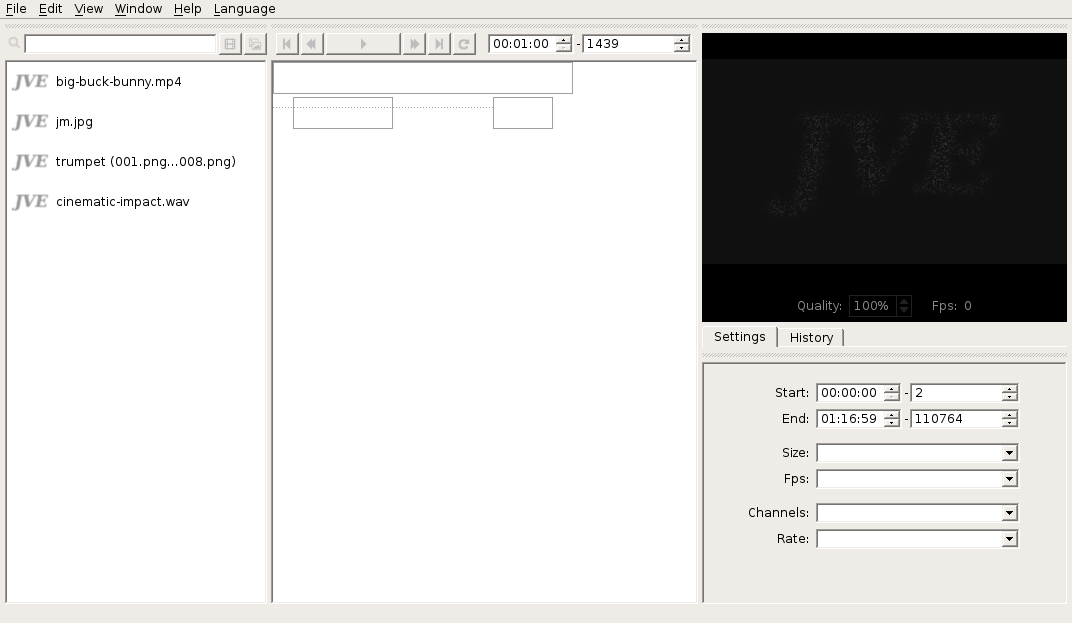 File Edit View Window Help Language
00:01:00 - 1439
JVE big-buck-bunny.mp4
JVE jm.jpg
JVE trumpet (001.png...008.png)
JVE cinematic-impact.wav
JVE
Quality: 100% Fps: 0
Settings History
Start: 00:00:00 - 2
End: 01:16:59 - 110764
Size:
Fps:
Channels:
Rate: